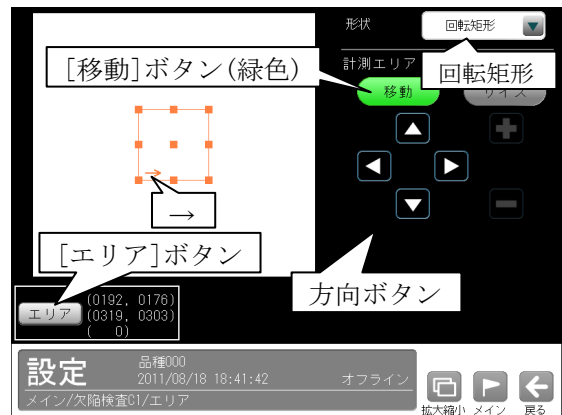 形状
回転矩形
計測エリア
[移動]ボタン(緑色)
回転矩形
移動
サイズ
→
[エリア]ボタン
方向ボタン
エリア
(0192, 0176)
(0319, 0303)
( 0)
設定
品種000
2011/08/18 18:41:42
オフライン
メイン/欠陥検査C1/エリア
拡大縮小
メイン
戻る